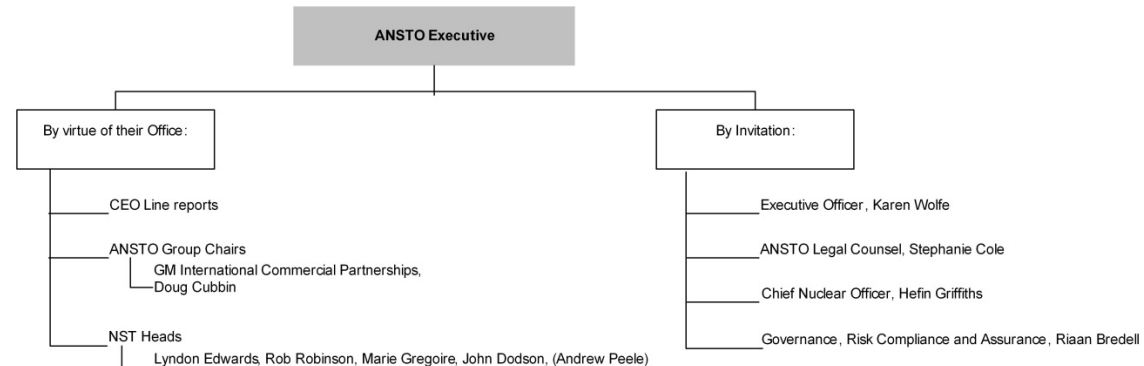 ANSTO Executive
By virtue of their Office:
By Invitation:
CEO Line reports
ANSTO Group Chairs
GM International Commercial Partnerships,
Doug Cubbin
NST Heads
Lyndon Edwards, Rob Robinson, Marie Gregoire, John Dodson, (Andrew Peele)
Executive Officer, Karen Wolfe
ANSTO Legal Counsel, Stephanie Cole
Chief Nuclear Officer, Hefin Griffiths
Governance, Risk Compliance and Assurance, Riaan Bredell